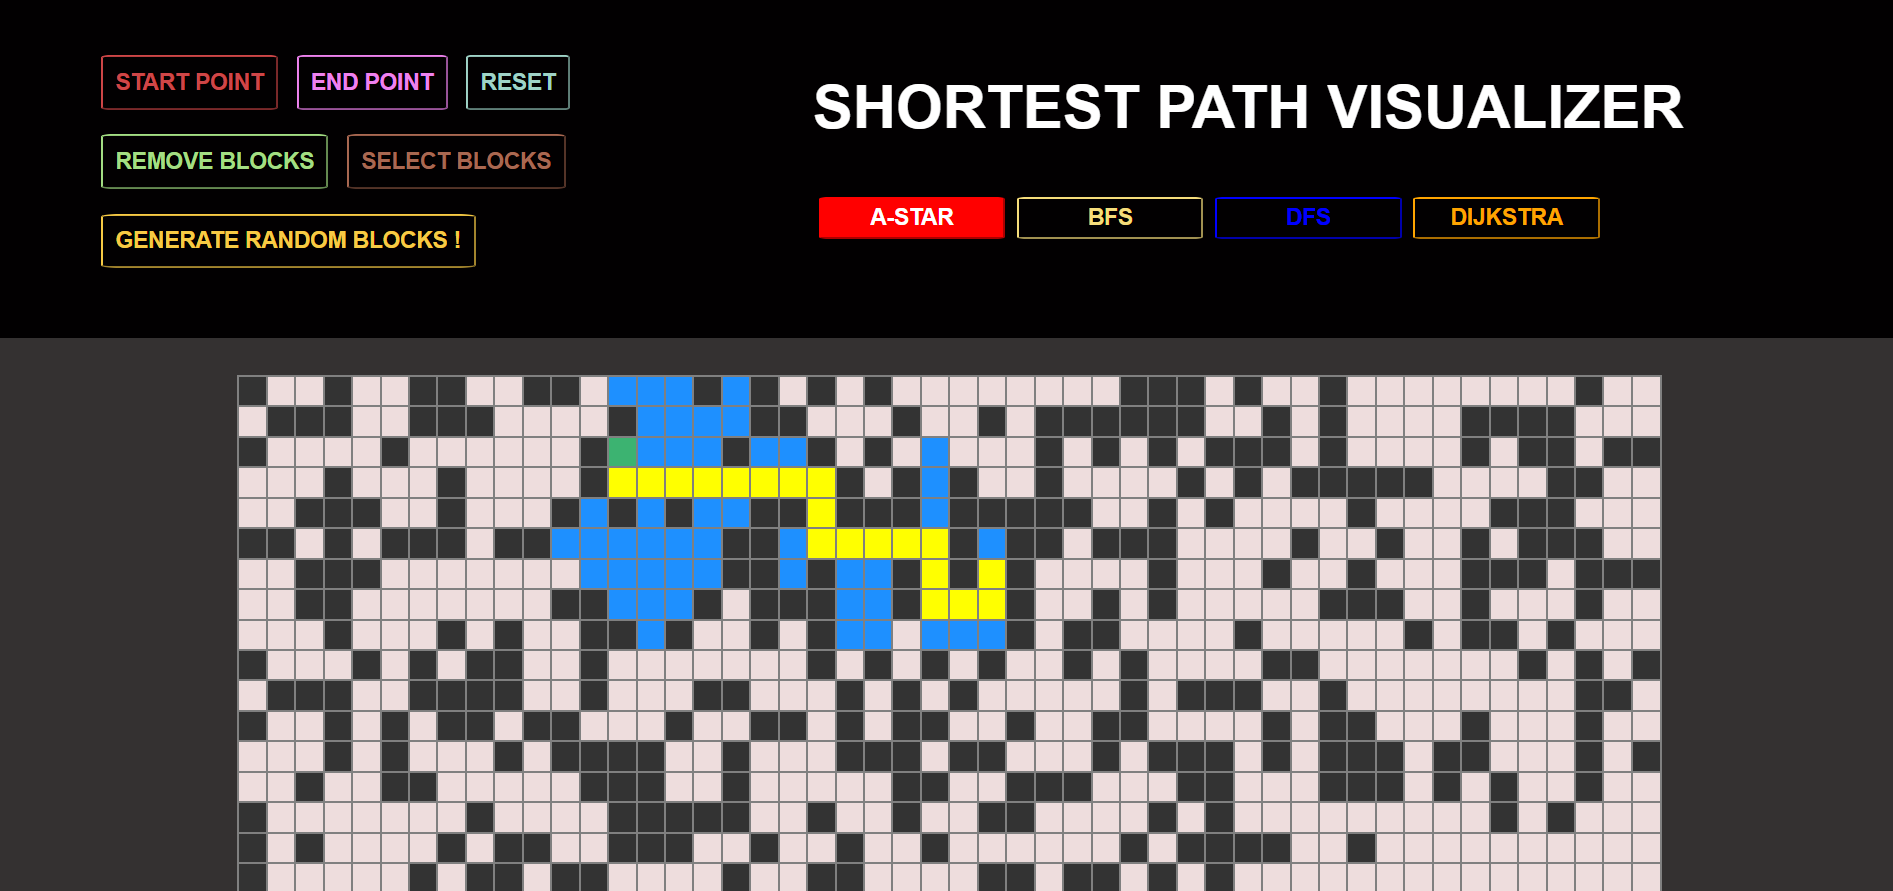 START POINT
END POINT
RESET
REMOVE BLOCKS
SELECT BLOCKS
GENERATE RANDOM BLOCKS !
SHORTEST PATH VISUALIZER
A-STAR
BFS
DFS
DIJKSTRA